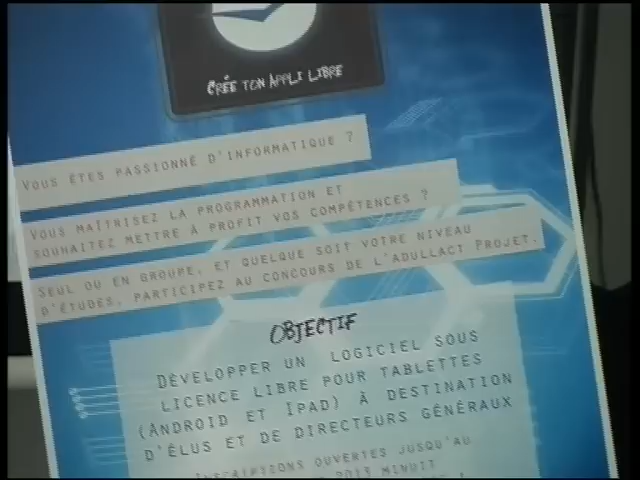 CRÉE TON APPLI LIBRE
VOUS ÊTES PASSIONNÉ D'INFORMATIQUE ?
VOUS MAÎTRISEZ LA PROGRAMMATION ET
SOUHAITEZ METTRE À PROFIT VOS COMPÉTENCES ?
SEUL OU EN GROUPE, ET QUELQUE SOIT VOTRE NIVEAU
D'ÉTUDES, PARTICIPEZ AU CONCOURS DE L'ADULLACT PROJET.
OBJECTIF
DÉVELOPPER UN LOGICIEL SOUS
LICENCE LIBRE POUR TABLETTES
(ANDROID ET IPAD) À DESTINATION
D'ÉLUS ET DE DIRECTEURS GÉNÉRAUX
INSCRIPTIONS OUVERTES JUSQU'AU
2013 MINUIT